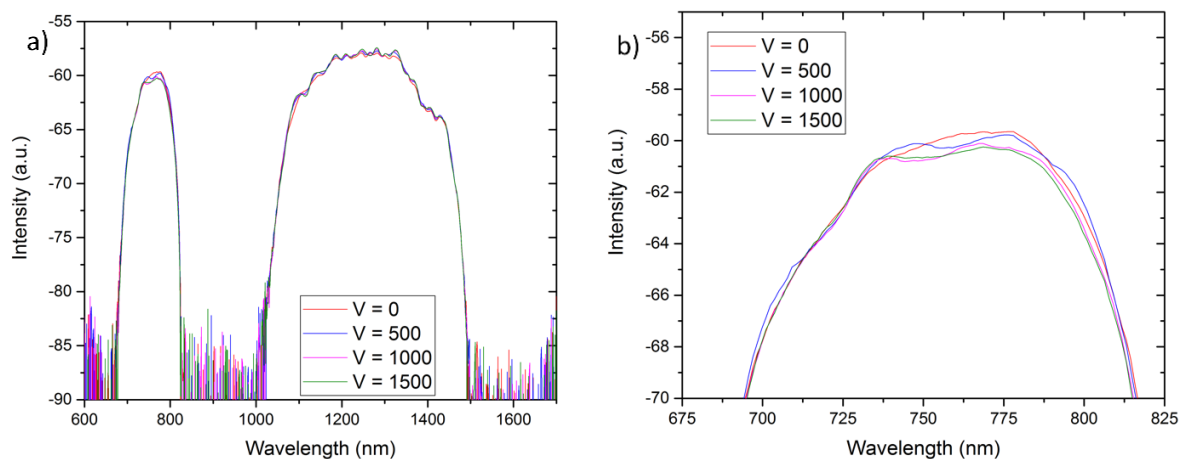 a)
-55
-60
-65
-70
-75
-80
-85
-90
Intensity (a.u.)
V = 0
V = 500
V = 1000
V = 1500
600 800 1000 1200 1400 1600
Wavelength (nm)
b)
-56
-58
-60
-62
-64
-66
-68
-70
Intensity (a.u.)
V = 0
V = 500
V = 1000
V = 1500
675 700 725 750 775 800 825
Wavelength (nm)